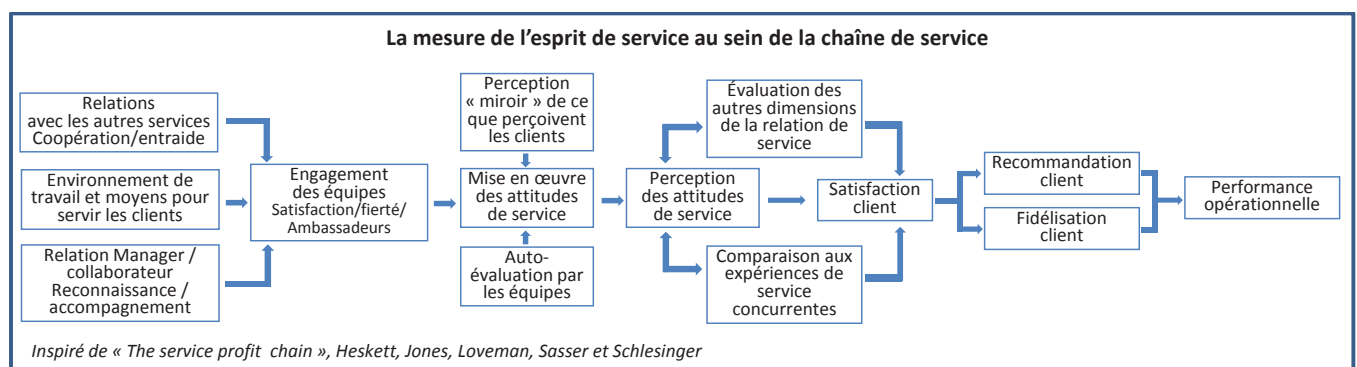 La mesure de l’esprit de service au sein de la chaîne de service
Relations
avec les autres services
Coopération/entraide
Environnement de
travail et moyens pour
servir les clients
Relation Manager /
collaborateur
Reconnaissance /
accompagnement
Engagement
des équipes
Satisfaction/fierté/
Ambassadeurs
Perception
« miroir » de ce
que perçoivent
les clients
Mise en œuvre
des attitudes
de service
Auto-
évaluation par
les équipes
Perception
des attitudes
de service
Évaluation des
autres dimensions
de la relation de
service
Comparaison aux
expériences de
service
concurrentes
Satisfaction
client
Recommandation
client
Fidélisation
client
Performance
opérationnelle
Inspiré de « The service profit chain », Heskett, Jones, Loveman, Sasser et Schlesinger